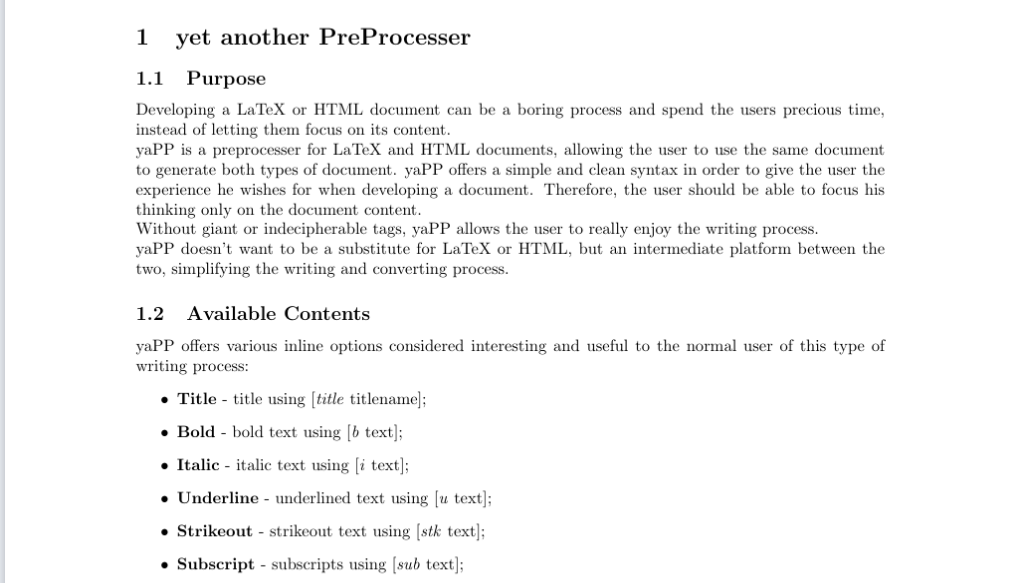 1 yet another PreProcesser
1.1 Purpose
Developing a LaTeX or HTML document can be a boring process and spend the users precious time,
instead of letting them focus on its content.
yaPP is a preprocesser for LaTeX and HTML documents, allowing the user to use the same document
to generate both types of document. yaPP offers a simple and clean syntax in order to give the user the
experience he wishes for when developing a document. Therefore, the user should be able to focus his
thinking only on the document content.
Without giant or indecipherable tags, yaPP allows the user to really enjoy the writing process.
yaPP doesn't want to be a substitute for LaTeX or HTML, but an intermediate platform between the
two, simplifying the writing and converting process.
1.2 Available Contents
yaPP offers various inline options considered interesting and useful to the normal user of this type of
writing process:
• Title - title using [title titlename];
• Bold - bold text using [b text];
• Italic - italic text using [i text];
• Underline - underlined text using [u text];
• Strikeout - strikeout text using [stk text];
• Subscript - subscripts using [sub text];